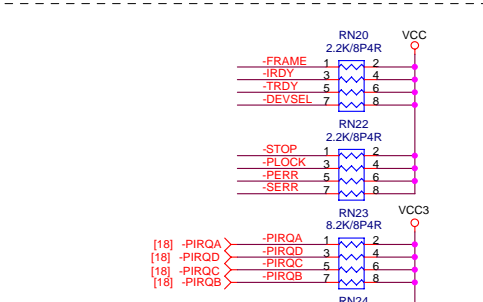 RN20 VCC
2.2K/8P4R
-FRAME 1 2
-IRDY 3 4
-TRDY 5 6
-DEVSEL 7 8
RN22
2.2K/8P4R
-STOP 1 2
-PLOCK 3 4
-PERR 5 6
-SERR 7 8
RN23 VCC3
8.2K/8P4R
[18] -PIRQA -PIRQA 1 2
[18] -PIRQD -PIRQD 3 4
[18] -PIRQC -PIRQC 5 6
[18] -PIRQB -PIRQB 7 8
RN24